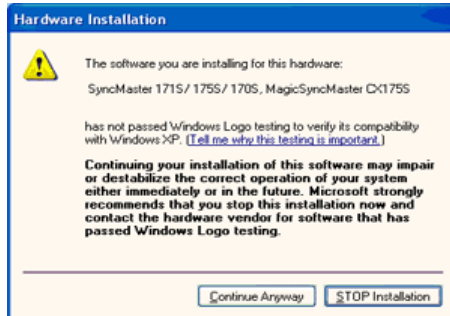 Hardware Installation
The software you are installing for this hardware:
SyncMaster 171S/ 175S/ 170S, MagicSyncMaster CX175S
has not passed Windows Logo testing to verify its compatibility
with Windows XP. (Tell me why this testing is important.)
Continuing your installation of this software may impair
or destabilize the correct operation of your system
either immediately or in the future. Microsoft strongly
recommends that you stop this installation now and
contact the hardware vendor for software that has
passed Windows Logo testing.
Continue Anyway
STOP Installation